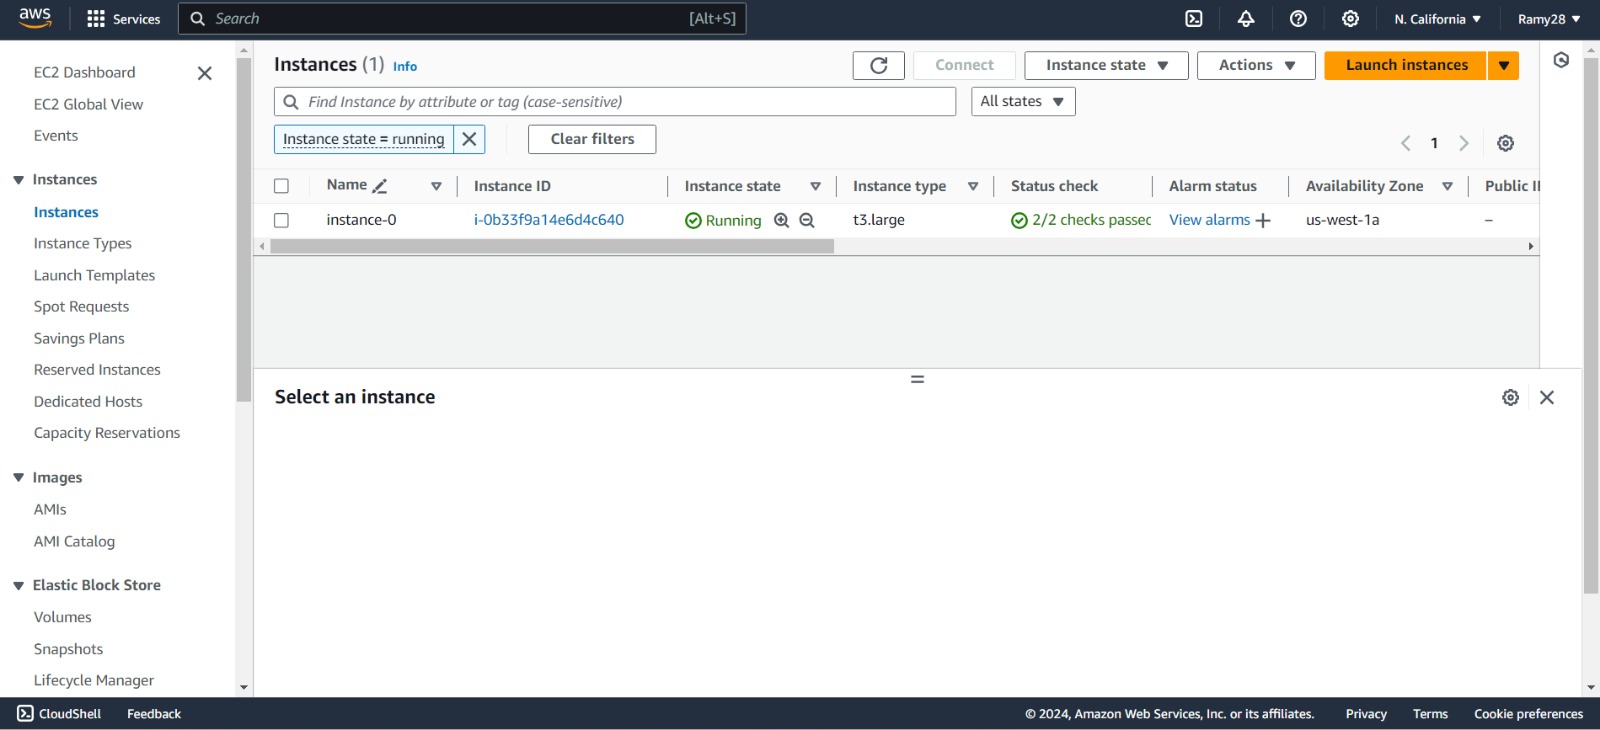 aws Services Search [Alt+S] N. California Ramy28
EC2 Dashboard
EC2 Global View
Events
Instances
Instances
Instance Types
Launch Templates
Spot Requests
Savings Plans
Reserved Instances
Dedicated Hosts
Capacity Reservations
Images
AMIs
AMI Catalog
Elastic Block Store
Volumes
Snapshots
Lifecycle Manager
Instances (1) Info Connect Instance state Actions Launch instances
Find Instance by attribute or tag (case-sensitive) All states
Instance state = running Clear filters 1
Name Instance ID Instance state Instance type Status check Alarm status Availability Zone Public I
instance-0 i-0b33f9a14e6d4c640 Running t3.large 2/2 checks passec View alarms + us-west-1a –
Select an instance
CloudShell Feedback © 2024, Amazon Web Services, Inc. or its affiliates. Privacy Terms Cookie preferences